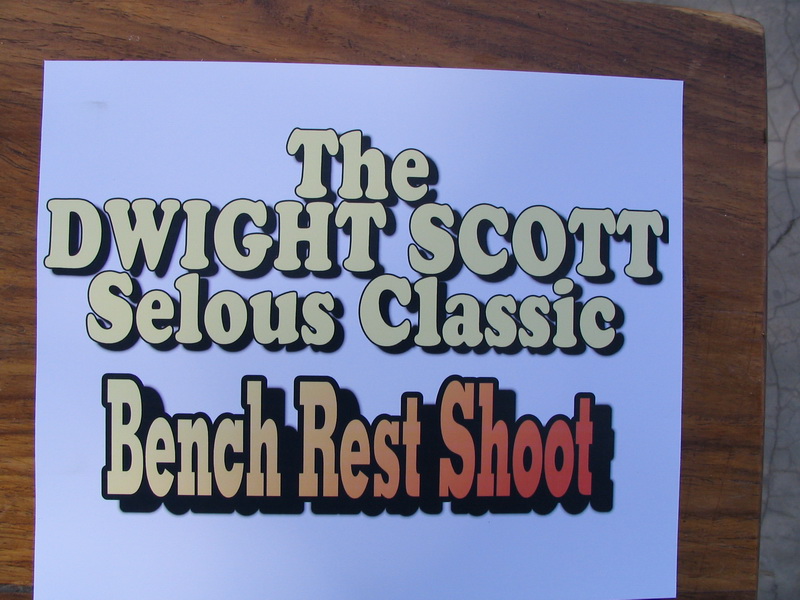 The
DWIGHT SCOTT
Selous Classic
Bench Rest Shoot